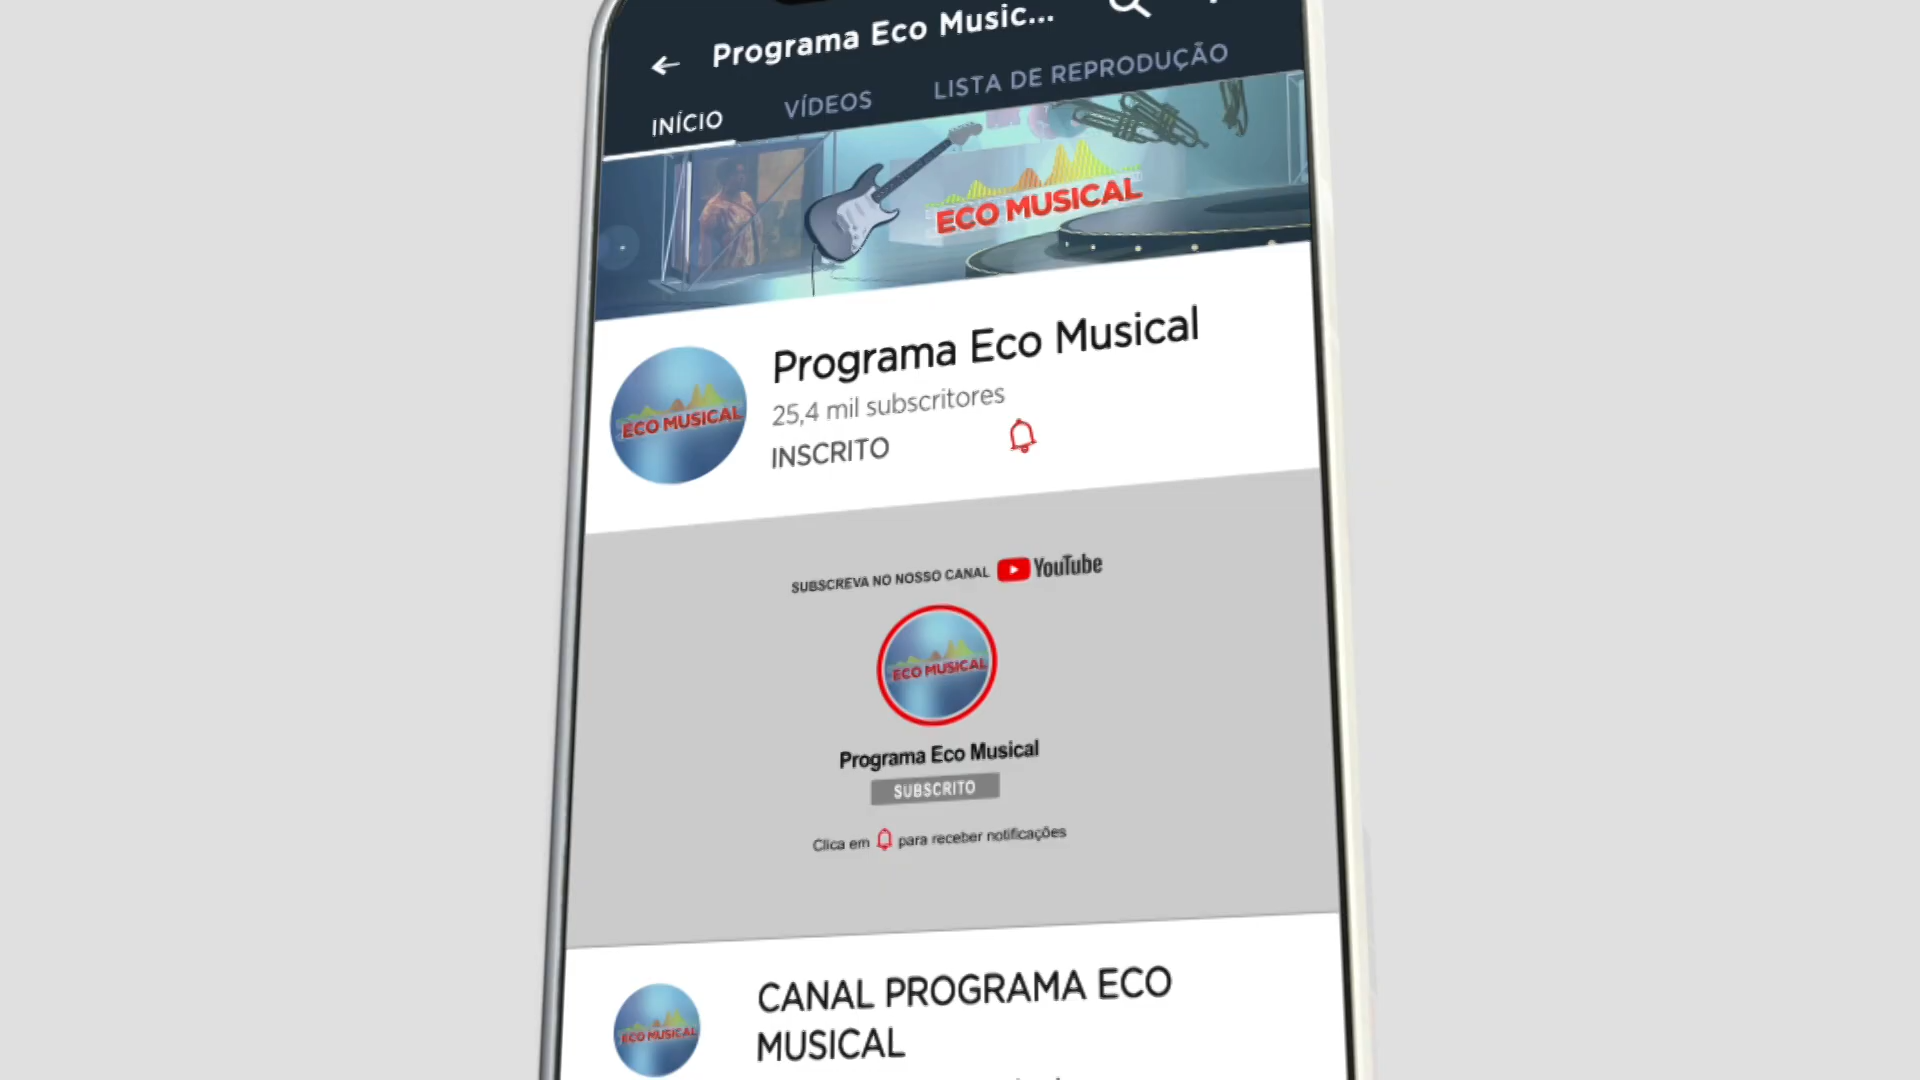 Programa Eco Music...
INÍCIO
VÍDEOS
LISTA DE REPRODUÇÃO
ECO MUSICAL
Programa Eco Musical
25,4 mil subscritores
INSCRITO
ECO MUSICAL
SUBSCREVA NO NOSSO CANAL YouTube
ECO MUSICAL
Programa Eco Musical
SUBSCRITO
Clica em para receber notificações
CANAL PROGRAMA ECO
MUSICAL
ECO MUSICAL